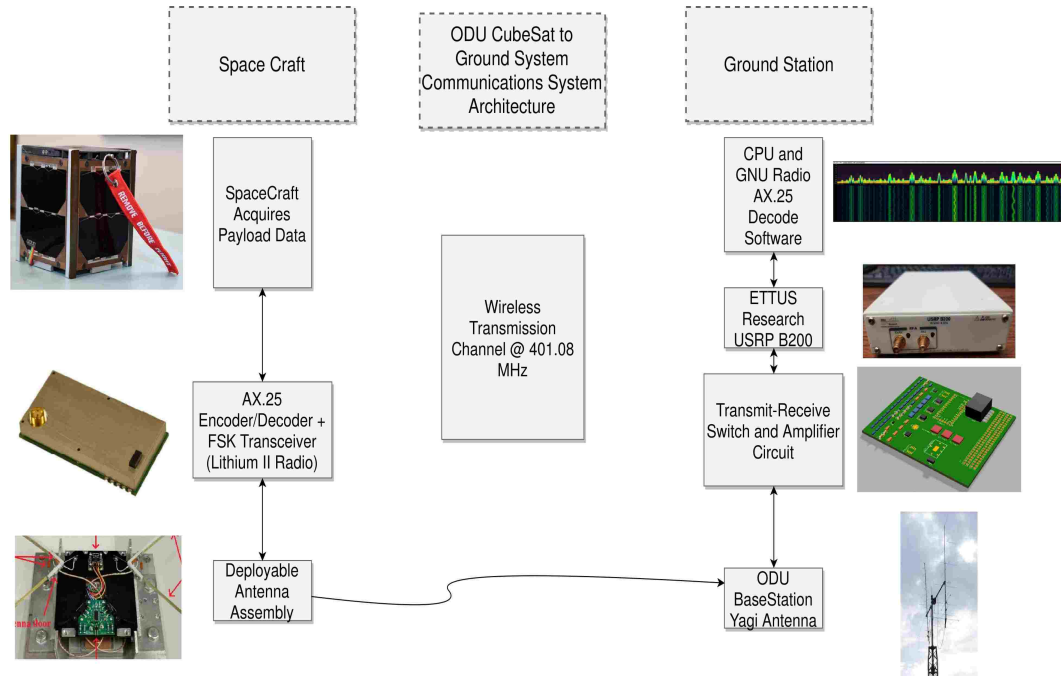 Space Craft
ODU CubeSat to
Ground System
Communications System
Architecture
Ground Station
SpaceCraft
Acquires
Payload Data
REMOVE BEFORE FLIGHT
Wireless
Transmission
Channel @ 401.08
MHz
CPU and
GNU Radio
AX.25
Decode
Software
ETTUS
Research
USRP B200
AX.25
Encoder/Decoder +
FSK Transceiver
(Lithium II Radio)
Transmit-Receive
Switch and Amplifier
Circuit
Deployable
Antenna
Assembly
ODU
BaseStation
Yagi Antenna